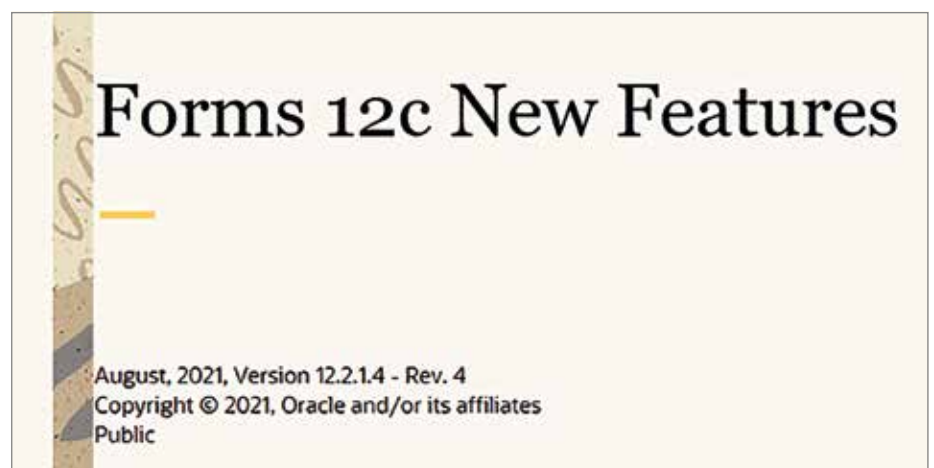 Forms 12c New Features
August, 2021, Version 12.2.1.4 - Rev. 4
Copyright © 2021, Oracle and/or its affiliates
Public